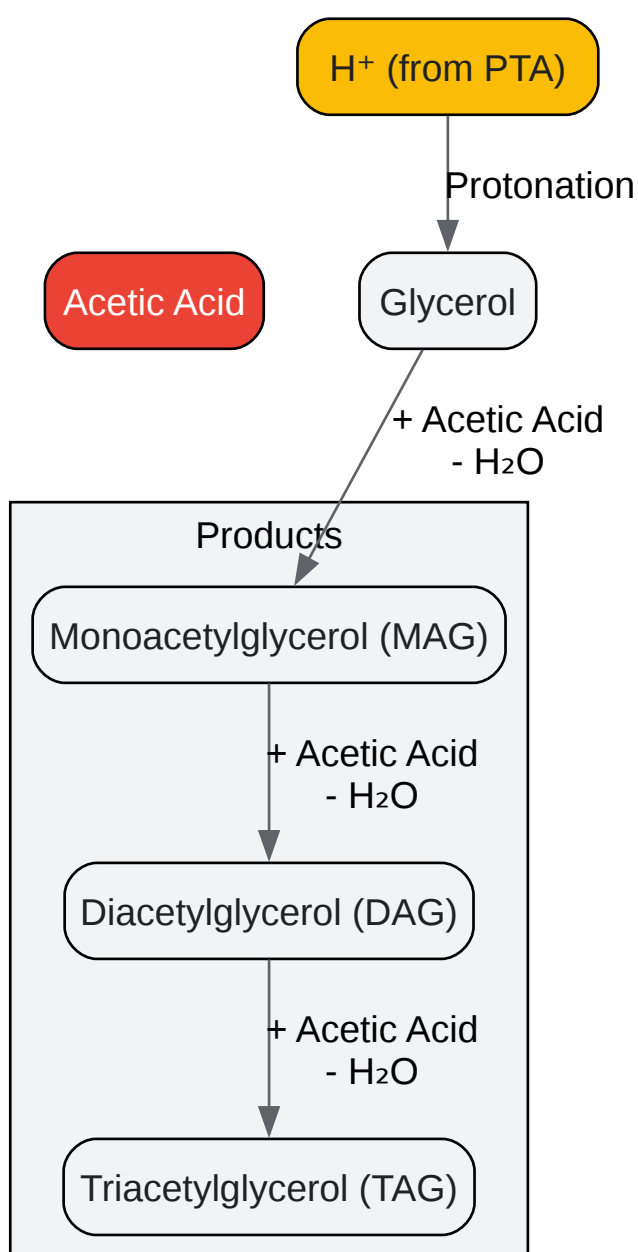 H⁺ (from PTA)
Protonation
Acetic Acid
Glycerol
+ Acetic Acid
- H₂O
Products
Monoacetylglycerol (MAG)
+ Acetic Acid
- H₂O
Diacetylglycerol (DAG)
+ Acetic Acid
- H₂O
Triacetylglycerol (TAG)